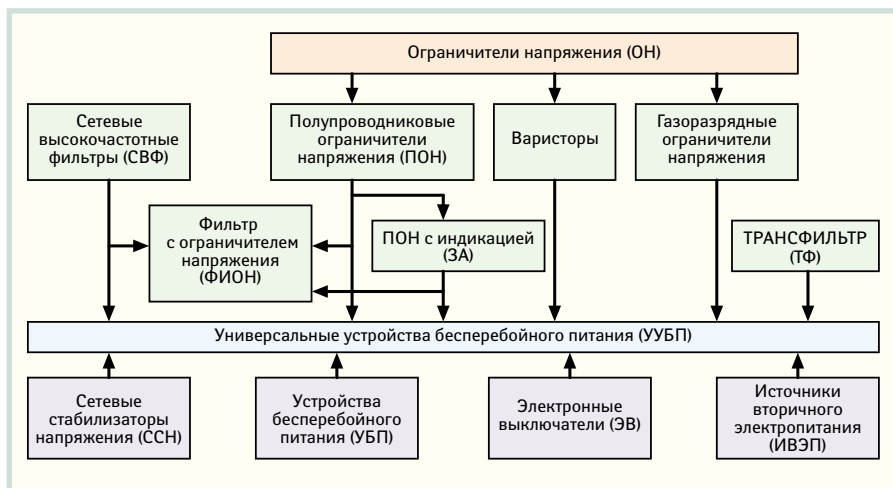 Ограничители напряжения (ОН)
Сетевые
высокочастотные
фильтры (СВФ)
Полупроводниковые
ограничители
напряжения (ПОН)
Варисторы
Газоразрядные
ограничители
напряжения
Фильтр
с ограничителем
напряжения
(ФИОН)
ПОН с индикацией
(ЗА)
ТРАНСФИЛЬТР
(ТФ)
Универсальные устройства бесперебойного питания (УУБП)
Сетевые
стабилизаторы
напряжения (ССН)
Устройства
бесперебойного
питания (УБП)
Электронные
выключатели (ЭВ)
Источники
вторичного
электропитания
(ИВЭП)